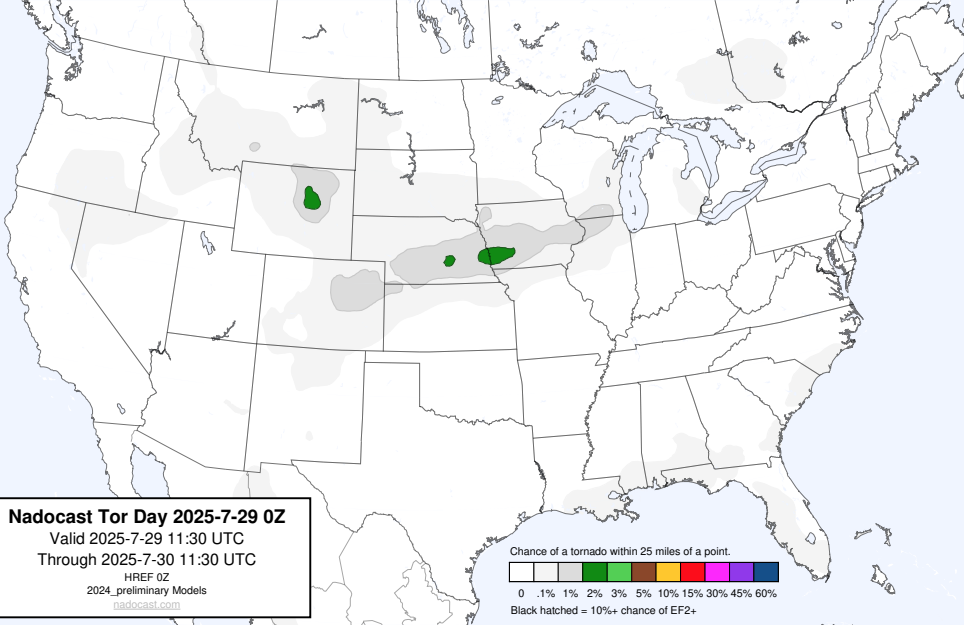 Nadocast Tor Day 2025-7-29 0Z
Valid 2025-7-29 11:30 UTC
Through 2025-7-30 11:30 UTC
HREF 0Z
2024_preliminary Models
nadocast.com
Chance of a tornado within 25 miles of a point.
0 .1% 1% 2% 3% 5% 10% 15% 30% 45% 60%
Black hatched = 10%+ chance of EF2+